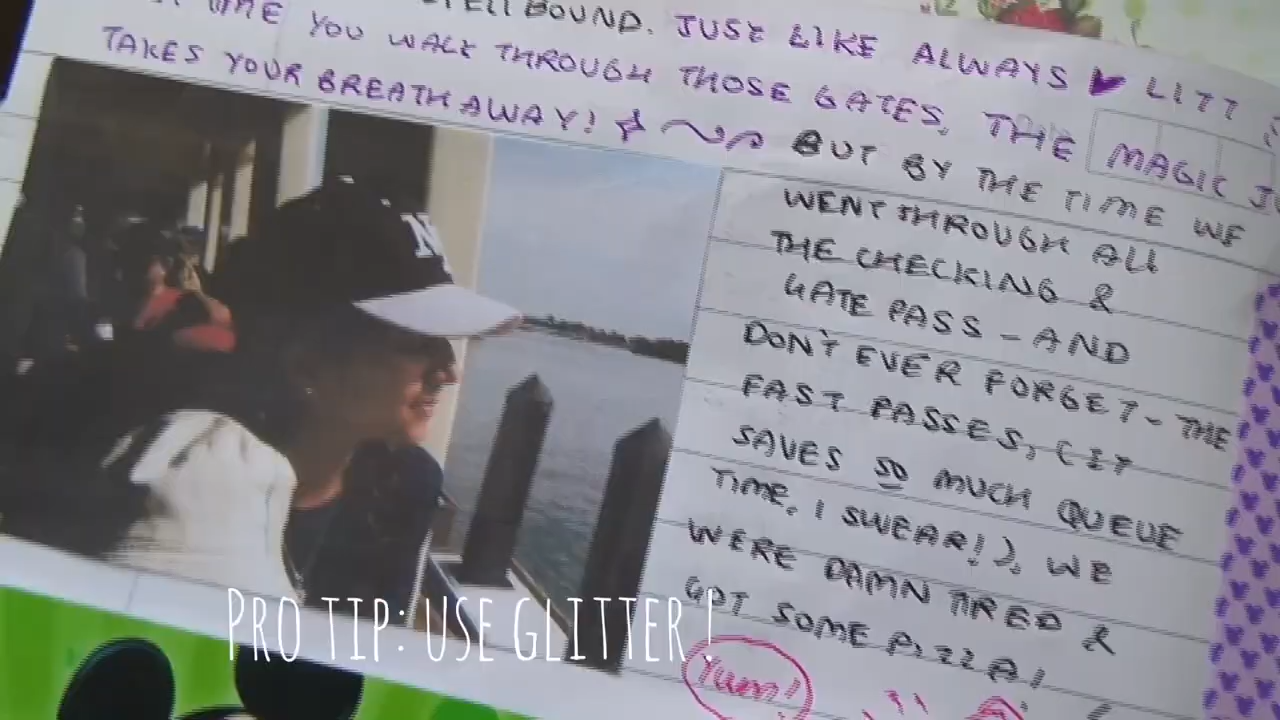 SPELLBOUND. JUST LIKE ALWAYS
TIME YOU WALK THROUGH THOSE GATES, THE MAGIC
TAKES YOUR BREATH AWAY! BUT BY THE TIME WE
WENT THROUGH ALL
THE CHECKING &
GATE PASS - AND
DON'T EVER FORGET - THE
FAST PASSES, (IT
SAVES SO MUCH QUEUE
TIME, I SWEAR!), WE
WERE DAMN TIRED &
GOT SOME PIZZA!
Yum!
N
PRO TIP: USE GLITTER !